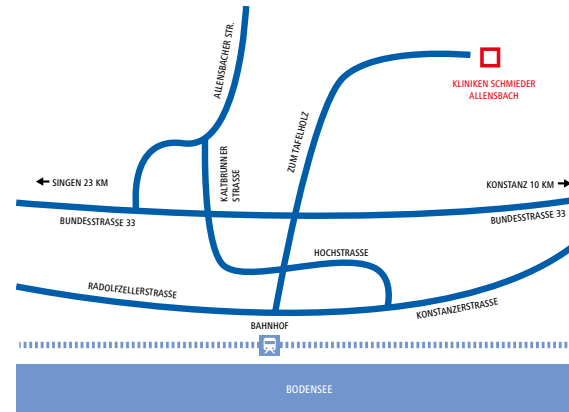 ALLENSBACHER STR.
KLINIKEN SCHMIEDER
ALLENSBACH
ZUM TAFELHOLZ
KALTBRUNNER
STRASSE
SINGEN 23 KM
KONSTANZ 10 KM
BUNDESSTRASSE 33
BUNDESSTRASSE 33
HOCHSTRASSE
RADOLFZELLERSTRASSE
KONSTANZERSTRASSE
BAHNHOF
BODENSEE